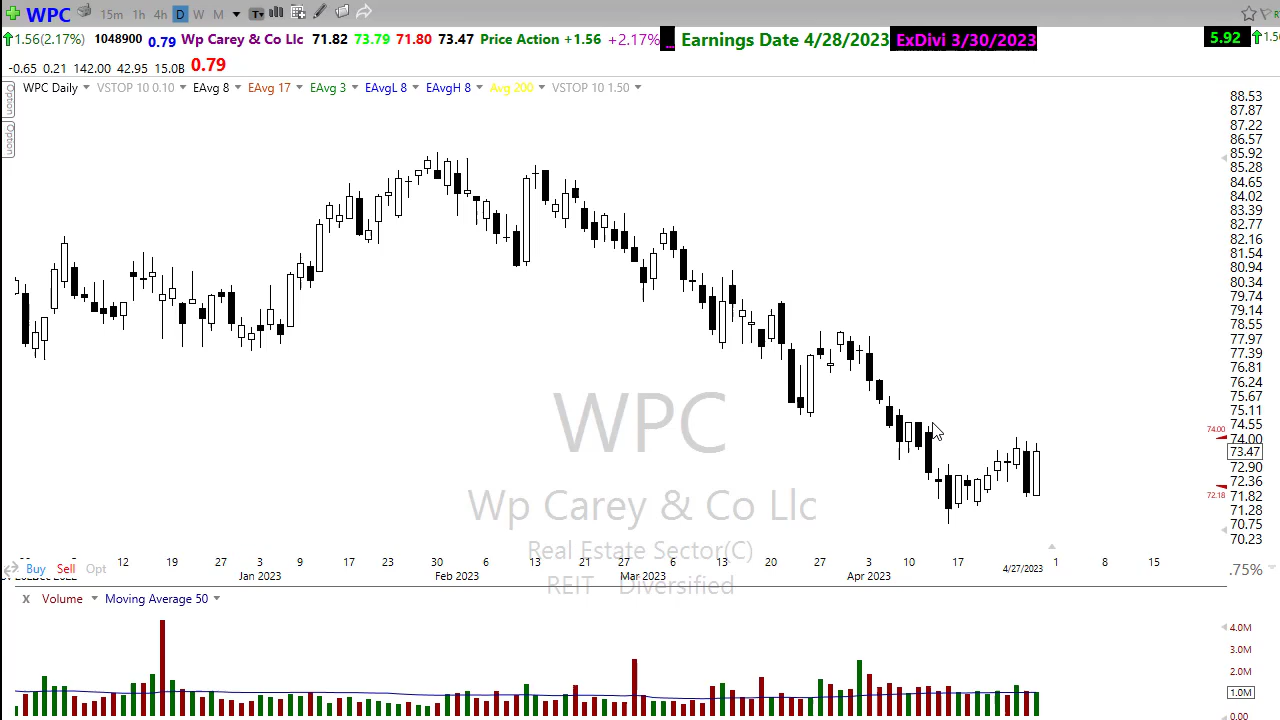 WPC 15m 1h 4h D W M
1.56(2.17%) 1048900 0.79 Wp Carey & Co Llc 71.82 73.79 71.80 73.47 Price Action +1.56 +2.17% Earnings Date 4/28/2023 ExDivi 3/30/2023 5.92
-0.65 0.21 142.00 42.95 15.0B 0.79
WPC Daily VSTOP 10 0.10 EAvg 8 EAvg 17 EAvg 3 EAvgL 8 EAvgH 8 Avg 200 VSTOP 10 1.50
Option
Option
88.53
87.87
87.22
86.57
85.92
85.28
84.65
84.02
83.39
82.77
82.16
81.54
80.94
80.34
79.74
79.14
78.55
77.97
77.39
76.81
76.24
75.67
75.11
74.55
74.00 74.00
73.47
72.90
72.36
72.18 71.82
71.28
70.75
70.23
WPC
Wp Carey & Co Llc
Real Estate Sector(C)
REIT Diversified
12 19 27 3 9 17 23 30 6 13 21 27 6 13 20 27 3 10 17 4/27/2023 1 8 15
Buy Sell Opt .75%
Jan 2023 Feb 2023 Mar 2023 Apr 2023
X Volume Moving Average 50
4.0M
3.0M
2.0M
1.0M
0.00